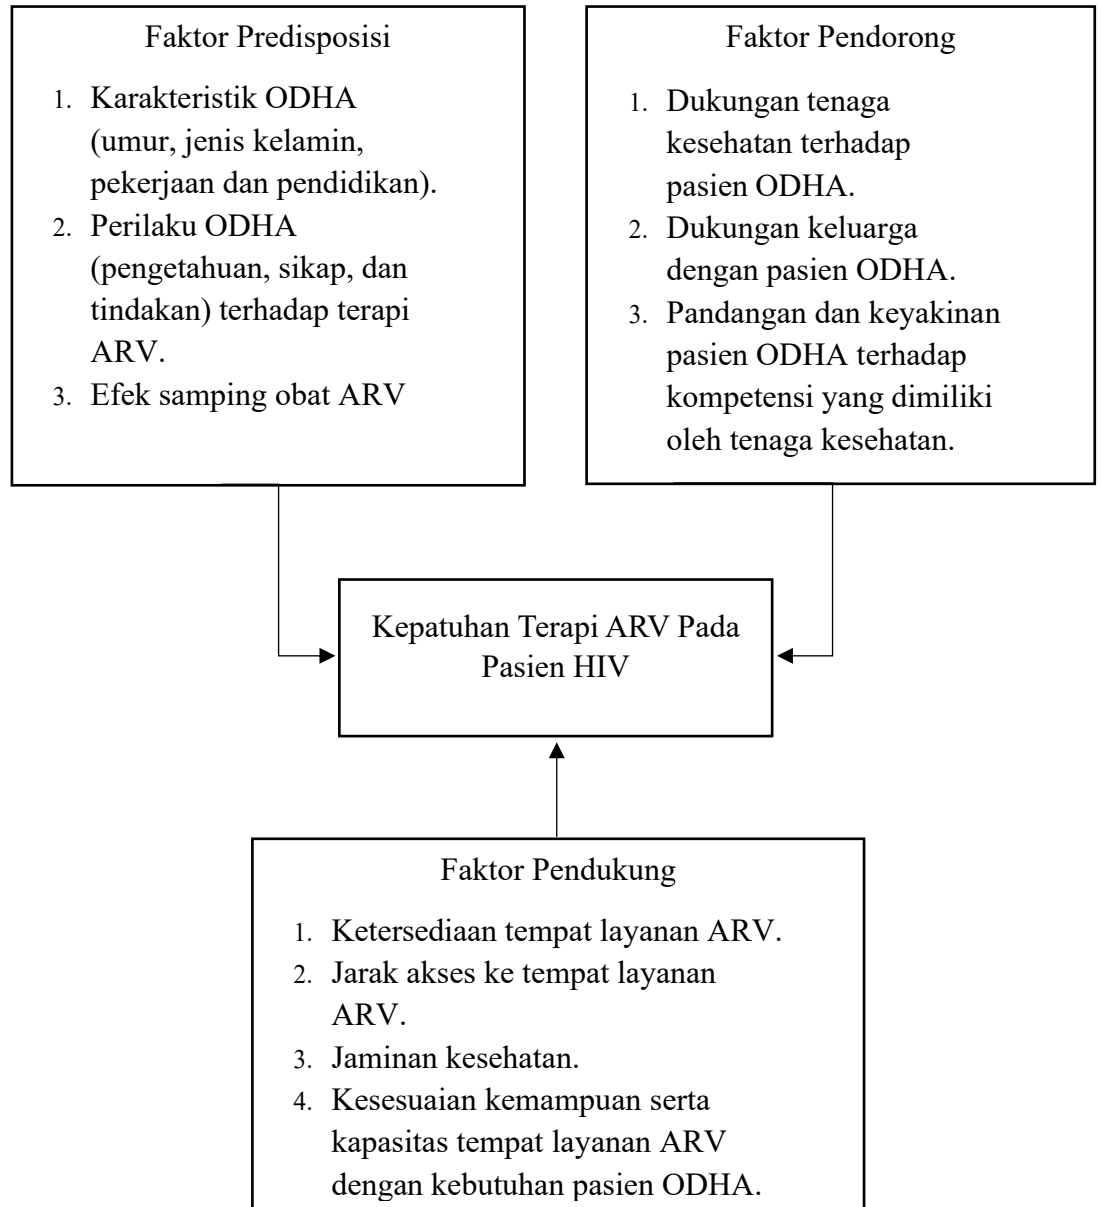 Faktor Predisposisi
1. Karakteristik ODHA
(umur, jenis kelamin,
pekerjaan dan pendidikan).
2. Perilaku ODHA
(pengetahuan, sikap, dan
tindakan) terhadap terapi
ARV.
3. Efek samping obat ARV
Faktor Pendorong
1. Dukungan tenaga
kesehatan terhadap
pasien ODHA.
2. Dukungan keluarga
dengan pasien ODHA.
3. Pandangan dan keyakinan
pasien ODHA terhadap
kompetensi yang dimiliki
oleh tenaga kesehatan.
Kepatuhan Terapi ARV Pada
Pasien HIV
Faktor Pendukung
1. Ketersediaan tempat layanan ARV.
2. Jarak akses ke tempat layanan
ARV.
3. Jaminan kesehatan.
4. Kesesuaian kemampuan serta
kapasitas tempat layanan ARV
dengan kebutuhan pasien ODHA.